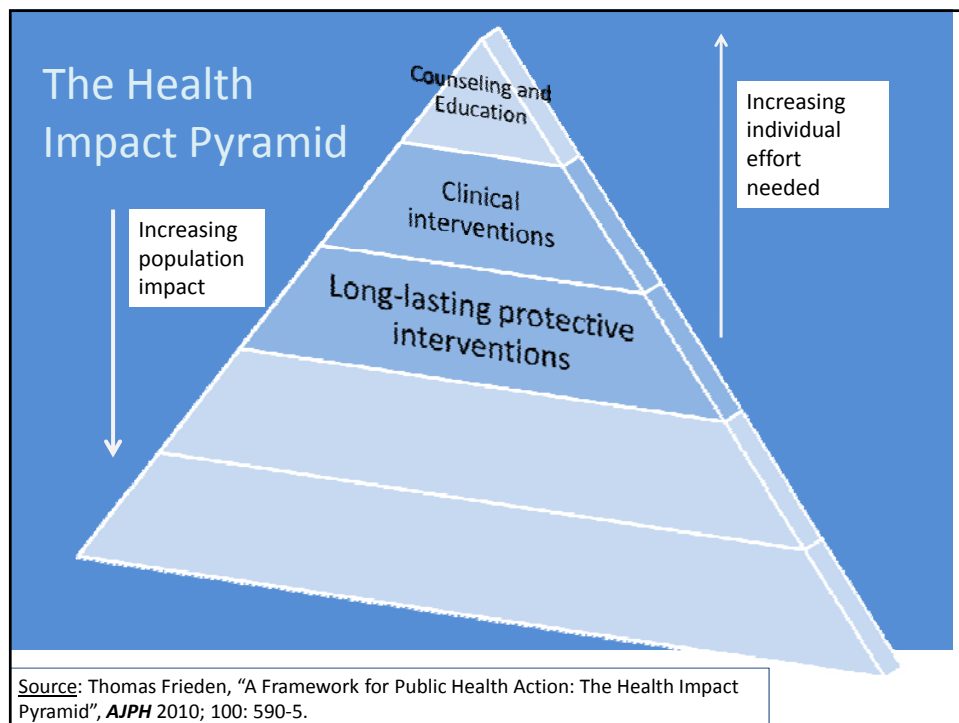 The Health
Impact Pyramid
Counseling and
Education
Increasing
individual
effort
needed
Clinical
interventions
Increasing
population
impact
Long-lasting protective
interventions
Source: Thomas Frieden, “A Framework for Public Health Action: The Health Impact
Pyramid”, AJPH 2010; 100: 590-5.